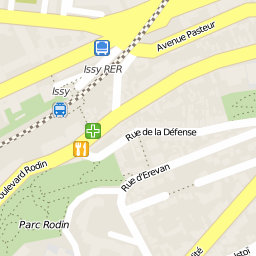 Avenue Pasteur
Issy RER
Issy
Rue de la Défense
Rue d'Erevan
Boulevard Rodin
Parc Rodin